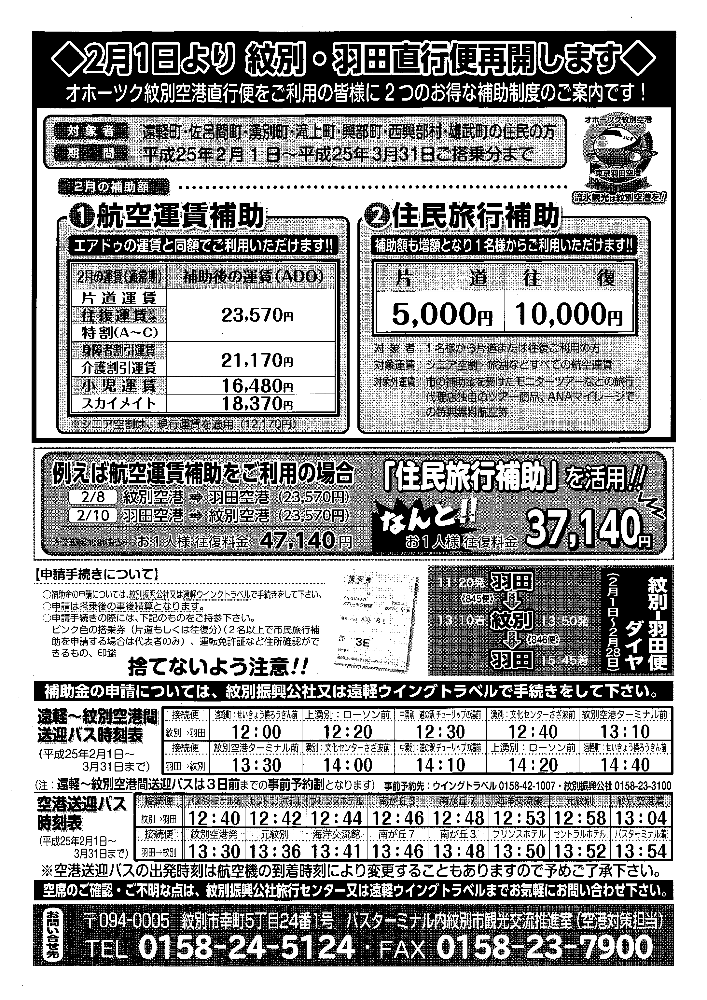 ◇2月1日より 紋別・羽田直行便再開します◇
オホーツク紋別空港直行便をご利用の皆様に2つのお得な補助制度のご案内です！
対象者 遠軽町・佐呂間町・湧別町・滝上町・興部町・西興部村・雄武町の住民の方
期間 平成25年2月1日～平成25年3月31日ご搭乗分まで
オホーツク紋別空港
ANA
東京羽田空港
流氷観光は紋別空港を!!
2月の補助額
❶航空運賃補助
エアドゥの運賃と同額でご利用いただけます!!
2月の運賃(通常期) 補助後の運賃(ADO)
片道運賃
往復運賃(片道)
特割(A～C)
23,570円
身障者割引運賃
介護割引運賃
21,170円
小児運賃 16,480円
スカイメイト 18,370円
※シニア空割は、現行運賃を適用（12,170円）
❷住民旅行補助
補助額も増額となり1名様からご利用いただけます!!
片道 往復
5,000円 10,000円
対象者：1名様から片道または往復ご利用の方
対象運賃：シニア空割・旅割などすべての航空運賃
対象外運賃：市の補助金を受けたモニターツアーなどの旅行
代理店独自のツアー商品、ANAマイレージで
の特典無料航空券
例えば航空運賃補助をご利用の場合
2/8 紋別空港➡羽田空港（23,570円）
2/10 羽田空港➡紋別空港（23,570円）
※空港施設利用料金込み お1人様 往復料金 47,140円
「住民旅行補助」を活用!!
なんと!!
お1人様 往復料金 37,140円
【申請手続きについて】
○補助金の申請については、紋別振興公社又は遠軽ウイングトラベルで手続きをして下さい。
○申請は搭乗後の事後精算となります。
○申請手続きの際には、下記のものをご持参下さい。
ピンク色の搭乗券（片道もしくは往復分）（2名以上で市民旅行補
助を申請する場合は代表者のみ）、運転免許証など住所確認がで
きるもの、印鑑
捨てないよう注意!!
搭乗券
オホーツク紋別
ADO 81
3E
紋別ー羽田便
ダイヤ
（2月1日～2月28日）
11:20発 羽田
《845便》
13:10着 紋別 13:50発
《846便》
羽田 15:45着
補助金の申請については、紋別振興公社又は遠軽ウイングトラベルで手続きをして下さい。
遠軽～紋別空港間
送迎バス時刻表
（平成25年2月1日～
3月31日まで）
接続便 遠軽町：せいきょう横ろうきん前 上湧別：ローソン前 中湧別：道の駅 チューリップの湯前 湧別：文化センターさざ波前 紋別空港ターミナル前
紋別→羽田 12：00 12：20 12：30 12：40 13：10
接続便 紋別空港ターミナル前 湧別：文化センターさざ波前 中湧別：道の駅 チューリップの湯前 上湧別：ローソン前 遠軽町：せいきょう横ろうきん前
羽田→紋別 13：30 14：00 14：10 14：20 14：40
（注：遠軽～紋別空港間送迎バスは3日前までの事前予約制となります） 事前予約先：ウイングトラベル 0158-42-1007・紋別振興公社 0158-23-3100
空港送迎バス
時刻表
（平成25年2月1日～
3月31日まで）
接続便 バスターミナル発 セントラルホテル プリンスホテル 南が丘3 南が丘7 海洋交流館 元紋別 紋別空港着
紋別→羽田 12：40 12：42 12：44 12：46 12：48 12：53 12：58 13：04
接続便 紋別空港発 元紋別 海洋交流館 南が丘7 南が丘3 プリンスホテル セントラルホテル バスターミナル着
羽田→紋別 13：30 13：36 13：41 13：46 13：48 13：50 13：52 13：54
※空港送迎バスの出発時刻は航空機の到着時刻により変更することもありますので予めご了承下さい。
空席のご確認・ご不明な点は、紋別振興公社旅行センター又は遠軽ウイングトラベルまでお気軽にお問い合わせ下さい。
お問い合せ先
〒094-0005 紋別市幸町5丁目24番1号 バスターミナル内紋別市観光交流推進室（空港対策担当）
TEL 0158-24-5124・FAX 0158-23-7900